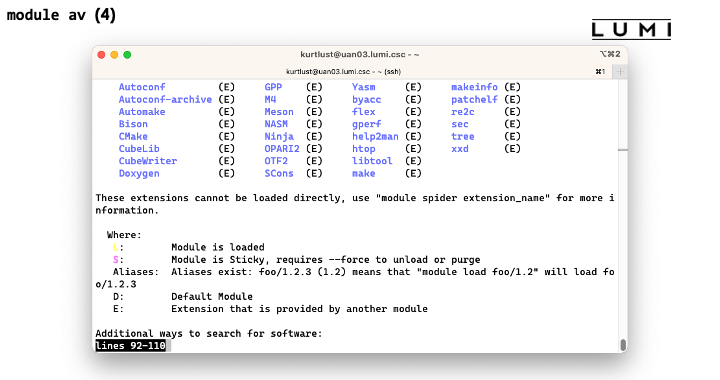 module av (4)
LUMI
kurtlust@uan03.lumi.csc - ~
⌥⌘2
kurtlust@uan03.lumi.csc - ~ (ssh)
⌘1
+
Autoconf (E) GPP (E) Yasm (E) makeinfo (E)
Autoconf-archive (E) M4 (E) byacc (E) patchelf (E)
Automake (E) Meson (E) flex (E) re2c (E)
Bison (E) NASM (E) gperf (E) sec (E)
CMake (E) Ninja (E) help2man (E) tree (E)
CubeLib (E) OPARI2 (E) htop (E) xxd (E)
CubeWriter (E) OTF2 (E) libtool (E)
Doxygen (E) SCons (E) make (E)
These extensions cannot be loaded directly, use "module spider extension_name" for more i
nformation.
Where:
L: Module is loaded
S: Module is Sticky, requires --force to unload or purge
Aliases: Aliases exist: foo/1.2.3 (1.2) means that "module load foo/1.2" will load fo
o/1.2.3
D: Default Module
E: Extension that is provided by another module
Additional ways to search for software:
lines 92-110